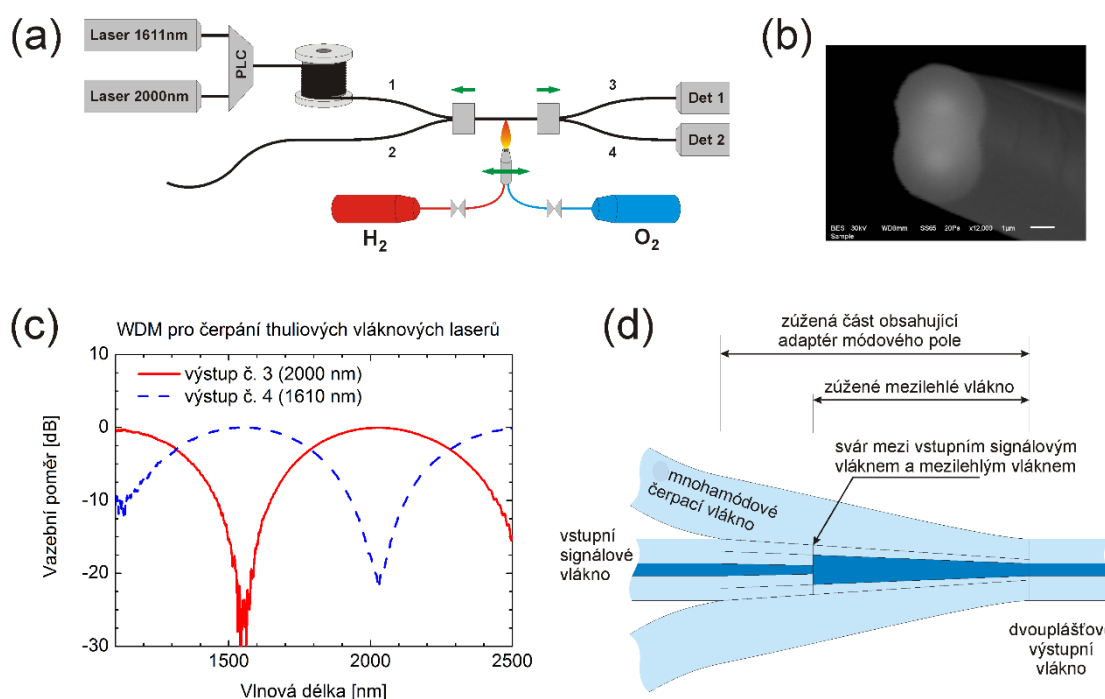 (a)
Laser 1611nm
Laser 2000nm
PLC
1
2
3
4
Det 1
Det 2
H2
O2
(b)
BES 30kV WD8mm SS65 20Pa x12,000 1µm
Sample
(c)
WDM pro čerpání thuliových vláknových laserů
výstup č. 3 (2000 nm)
výstup č. 4 (1610 nm)
Vazební poměr [dB]
10
0
-10
-20
-30
1500
2000
2500
Vlnová délka [nm]
(d)
zúžená část obsahující
adaptér módového pole
zúžené mezilehlé vlákno
svár mezi vstupním signálovým
vláknem a mezilehlým vláknem
mnohamódové
čerpací vlákno
vstupní
signálové
vlákno
dvouplášťové
výstupní
vlákno